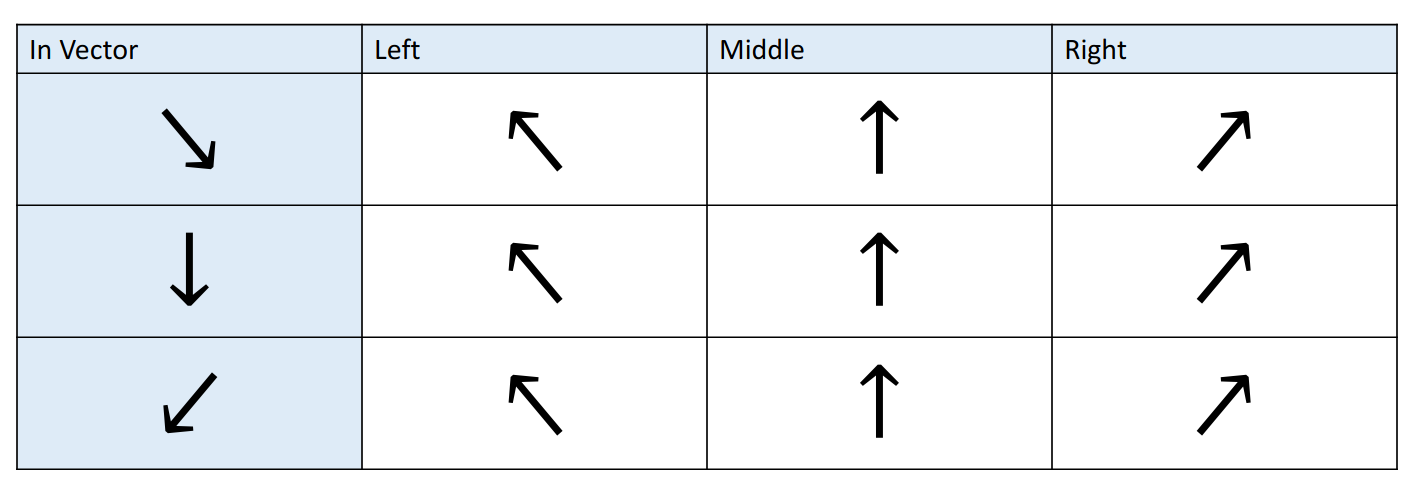 In Vector Left Middle Right
↘ ↖ ↑ ↗
↓ ↖ ↑ ↗
↙ ↖ ↑ ↗